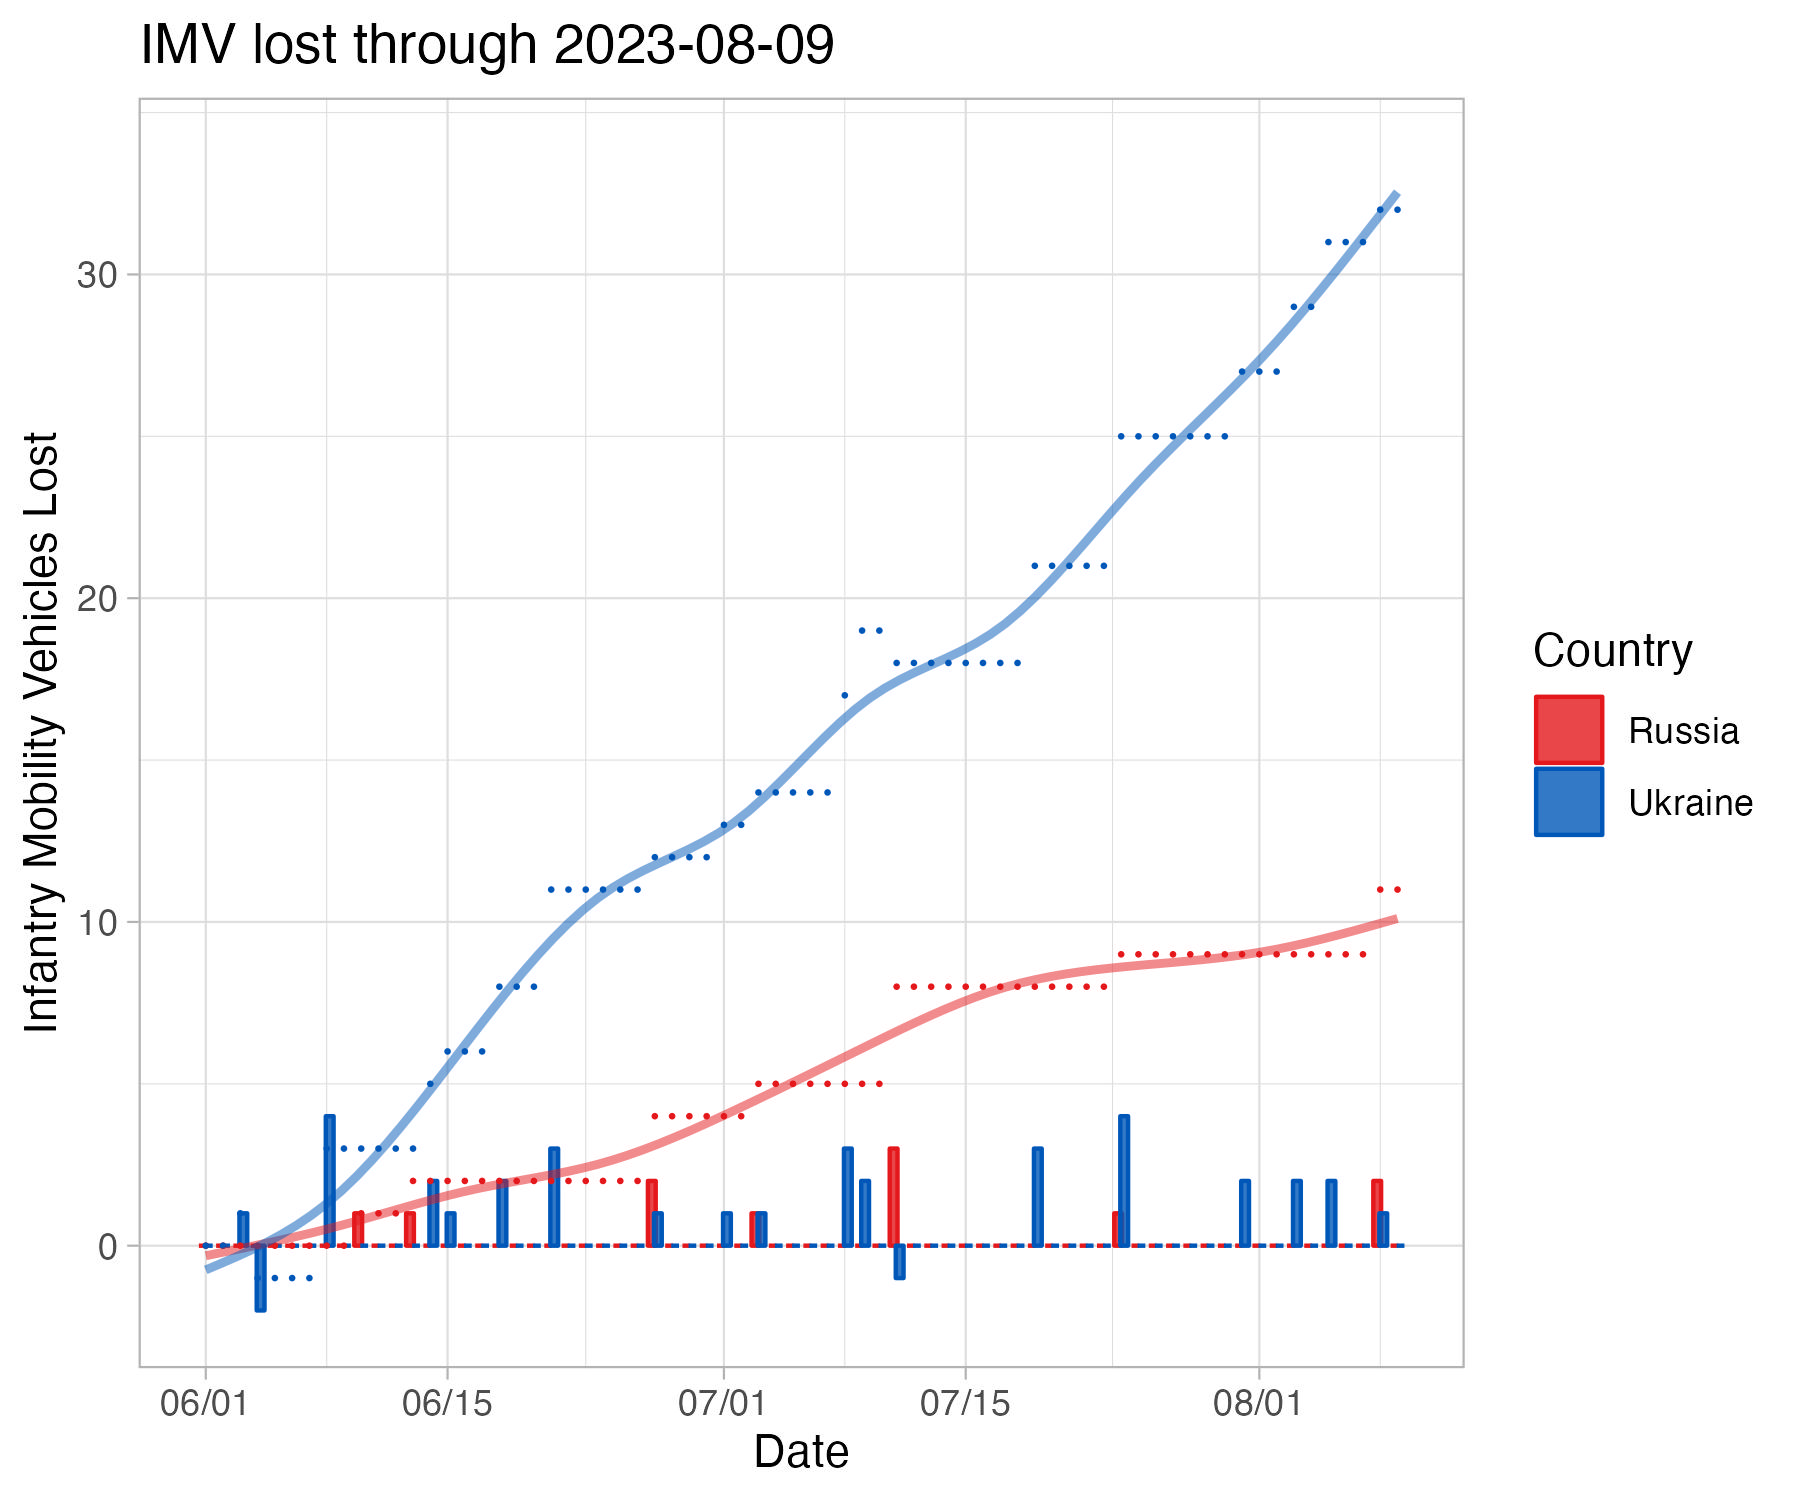 IMV lost through 2023-08-09
Infantry Mobility Vehicles Lost
30
20
10
0
06/01
06/15
07/01
07/15
08/01
Date
Country
Russia
Ukraine